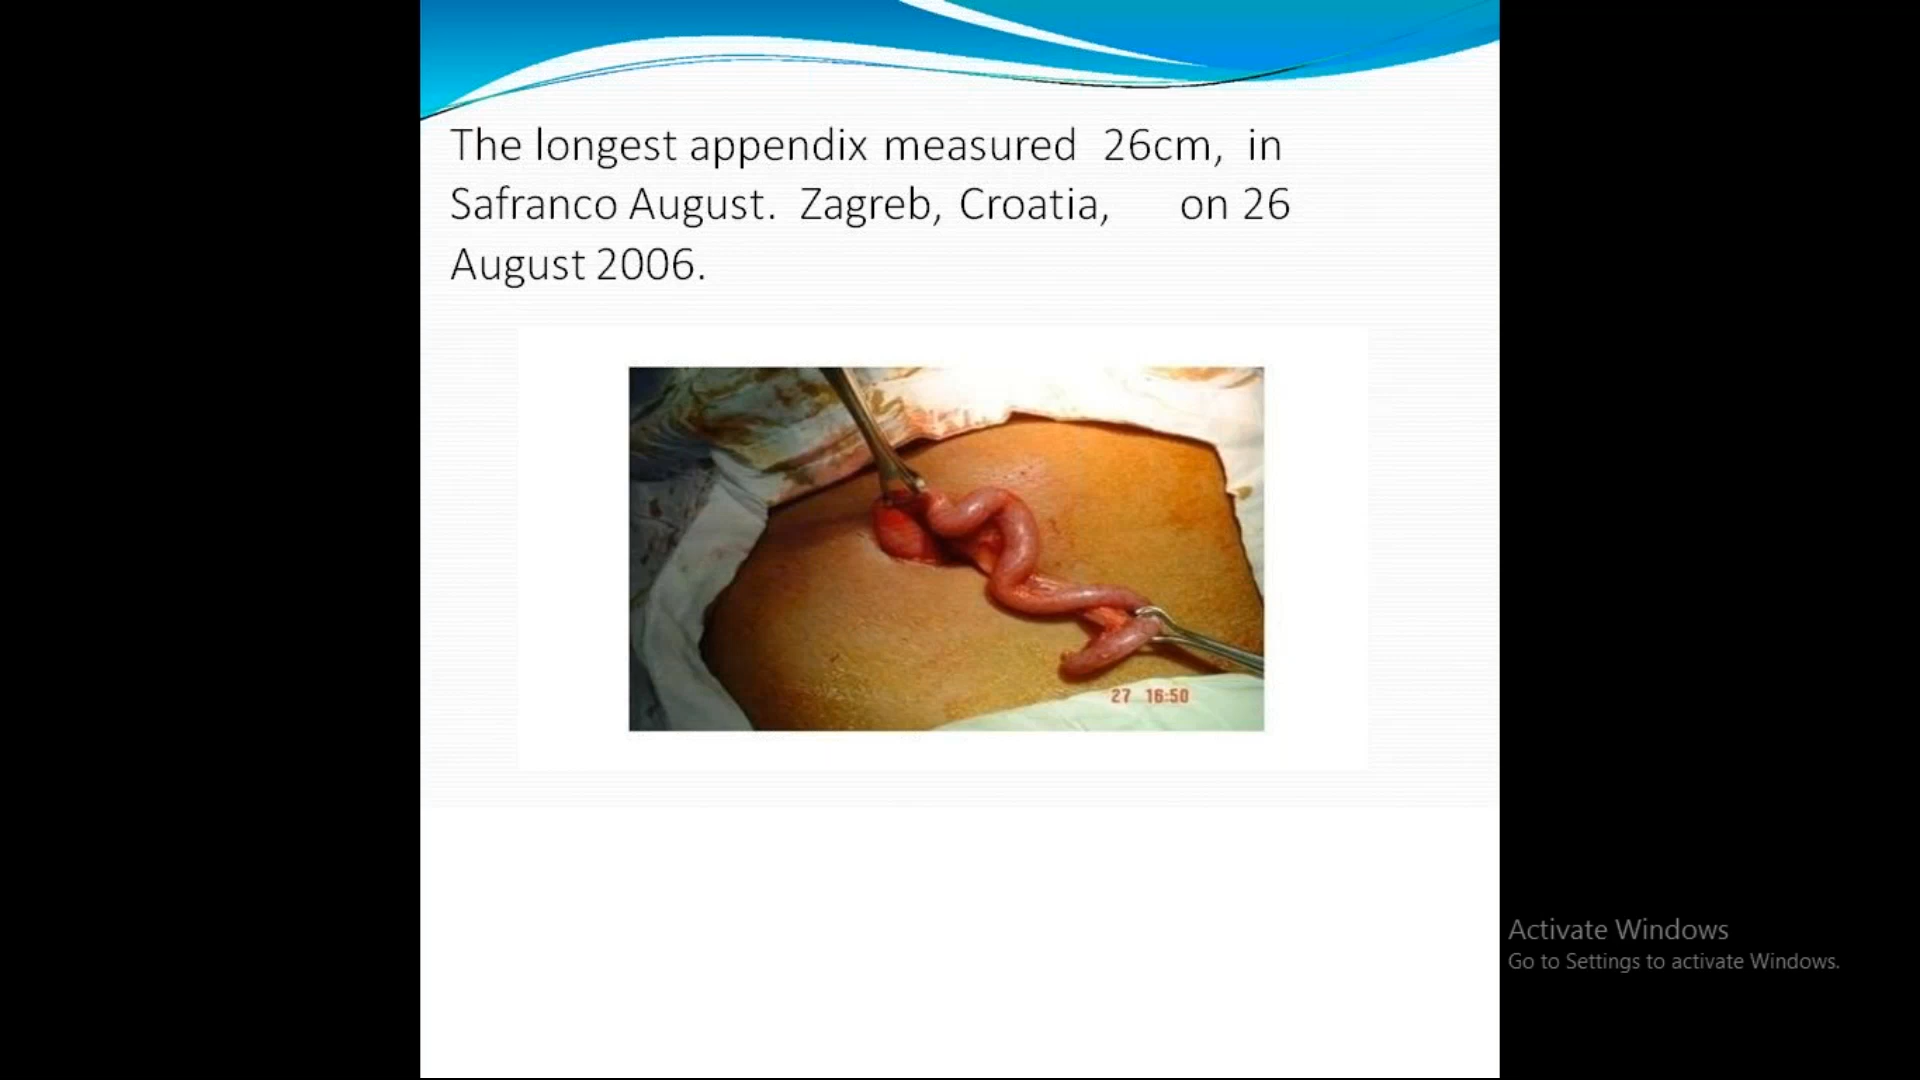 The longest appendix measured 26cm, in
Safranco August. Zagreb, Croatia, on 26
August 2006.
27 16:50
Activate Windows
Go to Settings to activate Windows.